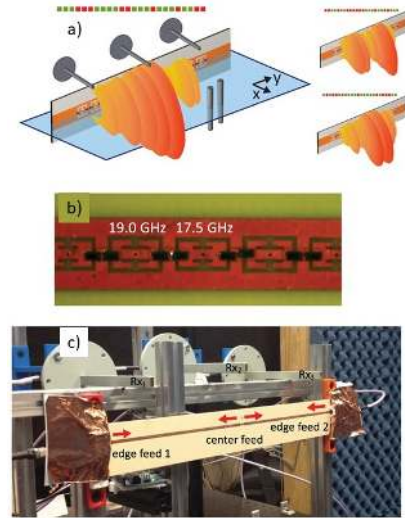 a)
y
x
b)
19.0 GHz 17.5 GHz
c)
Rx1
Rx2
Rx3
edge feed 1
center feed
edge feed 2